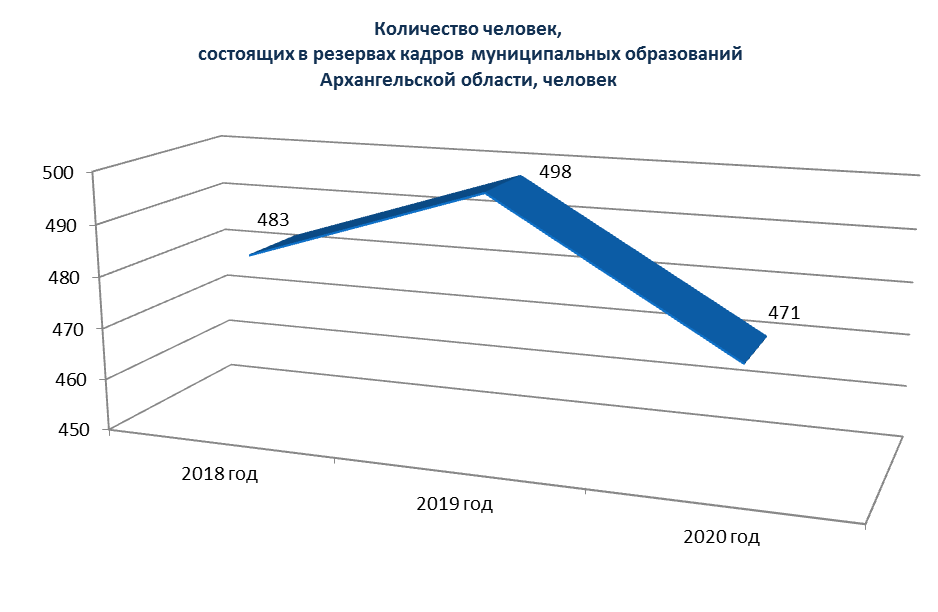 Количество человек,
состоящих в резервах кадров муниципальных образований
Архангельской области, человек
500
490
480
470
460
450
483
498
471
2018 год
2019 год
2020 год